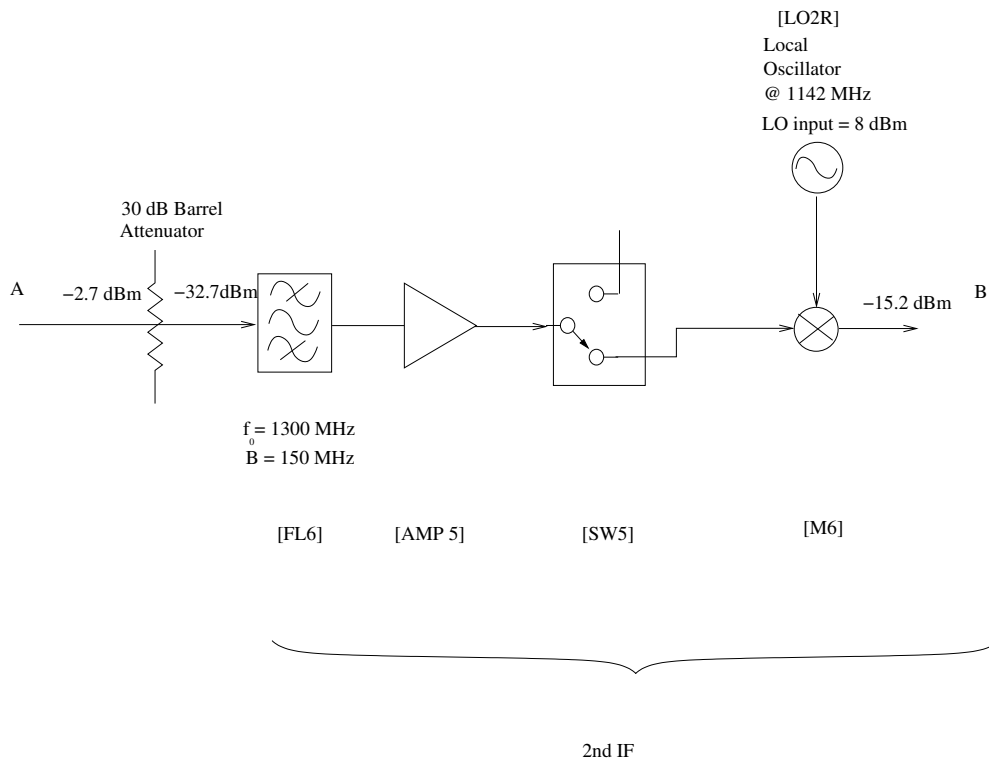 [LO2R]
Local
Oscillator
@ 1142 MHz
LO input = 8 dBm
30 dB Barrel
Attenuator
A
−2.7 dBm
−32.7dBm
−15.2 dBm
B
f0 = 1300 MHz
B = 150 MHz
[FL6]
[AMP 5]
[SW5]
[M6]
2nd IF